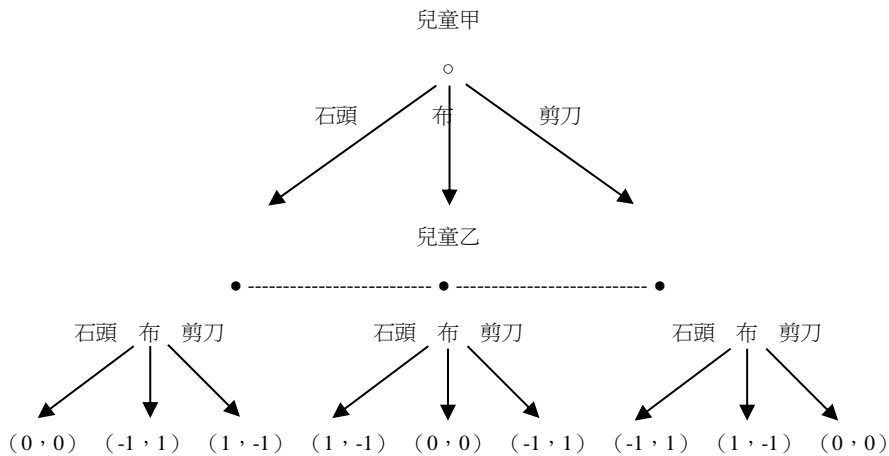 兒童甲
石頭 布 剪刀
兒童乙
石頭 布 剪刀 石頭 布 剪刀 石頭 布 剪刀
(0,0) (-1,1) (1,-1) (1,-1) (0,0) (-1,1) (-1,1) (1,-1) (0,0)